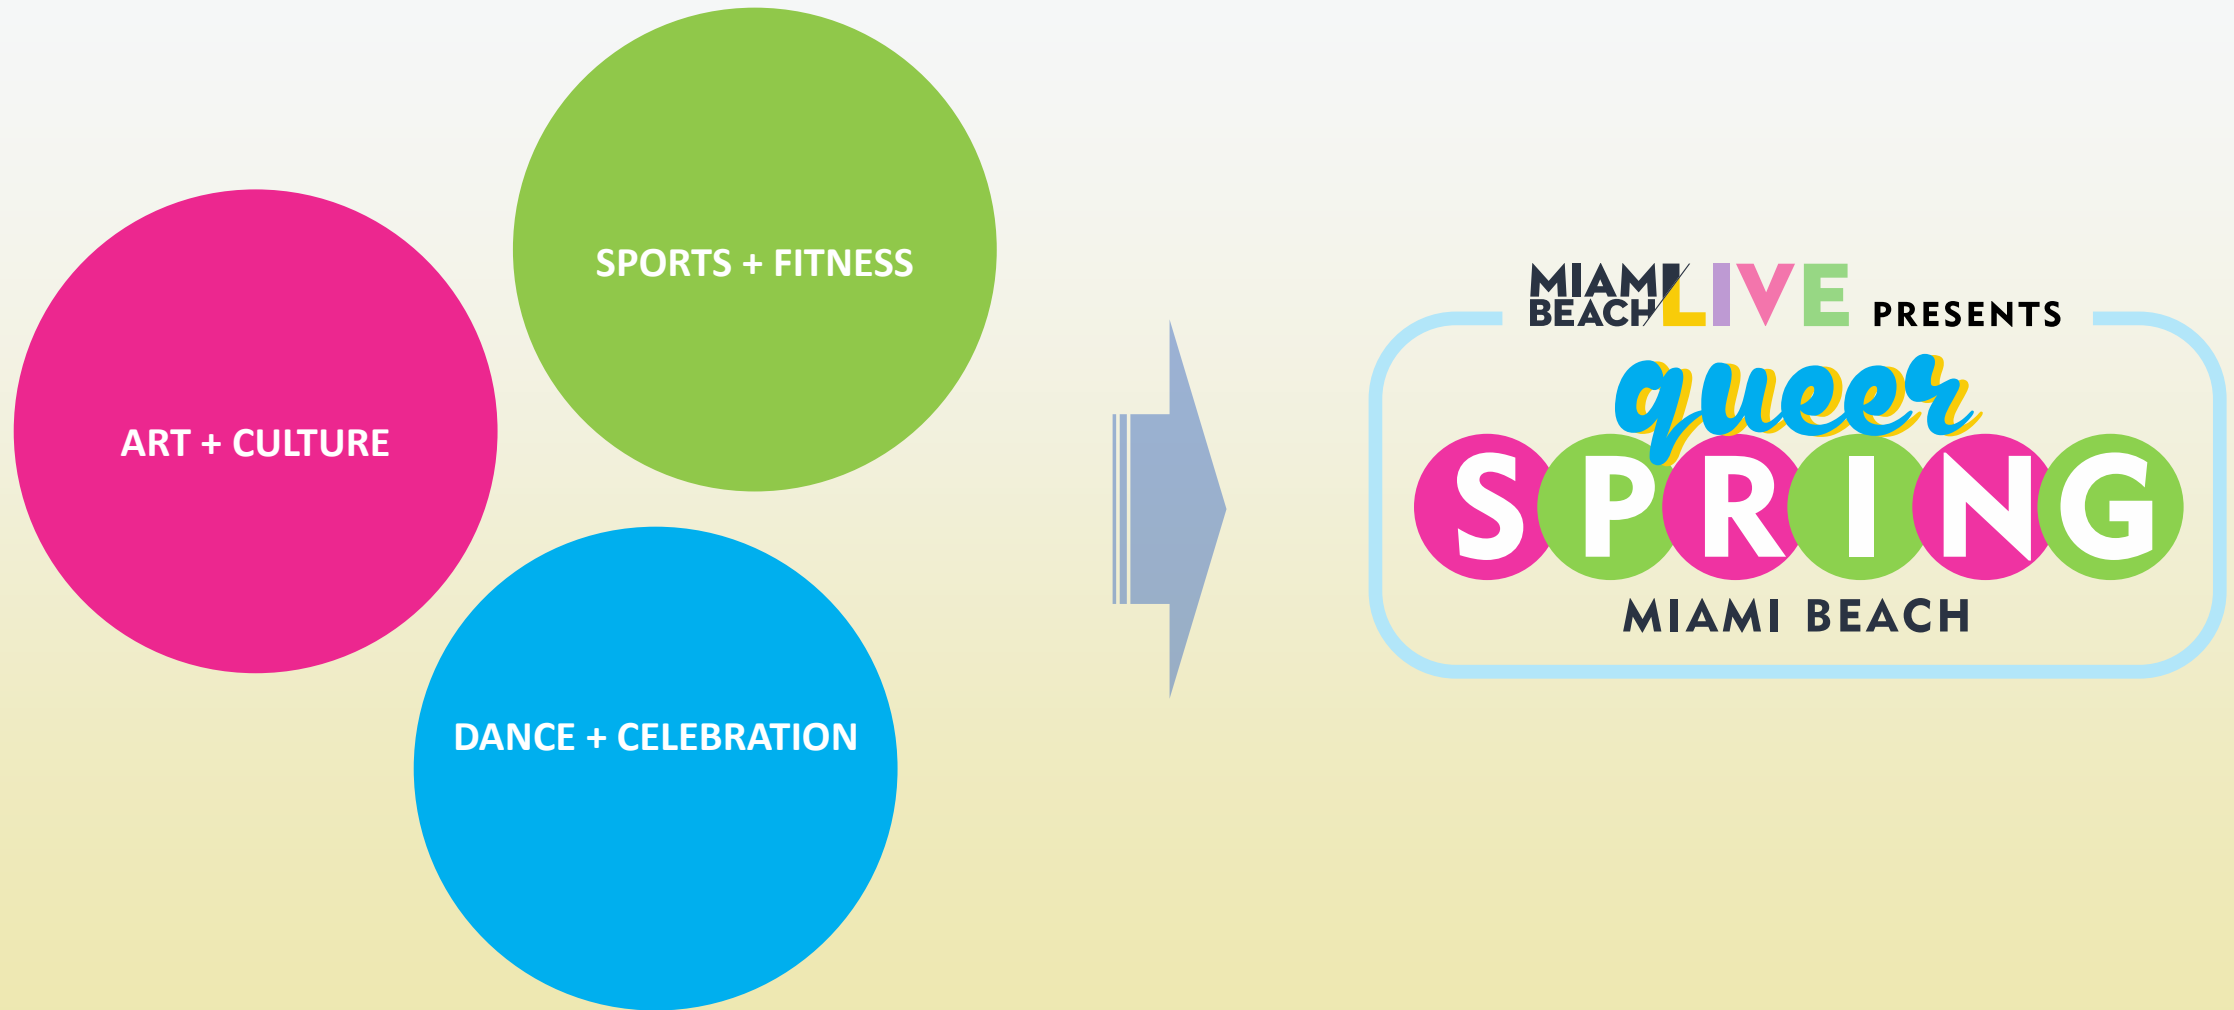 SPORTS + FITNESS
ART + CULTURE
DANCE + CELEBRATION
MIAMI
BEACH LIVE PRESENTS
queer
SPRING
MIAMI BEACH